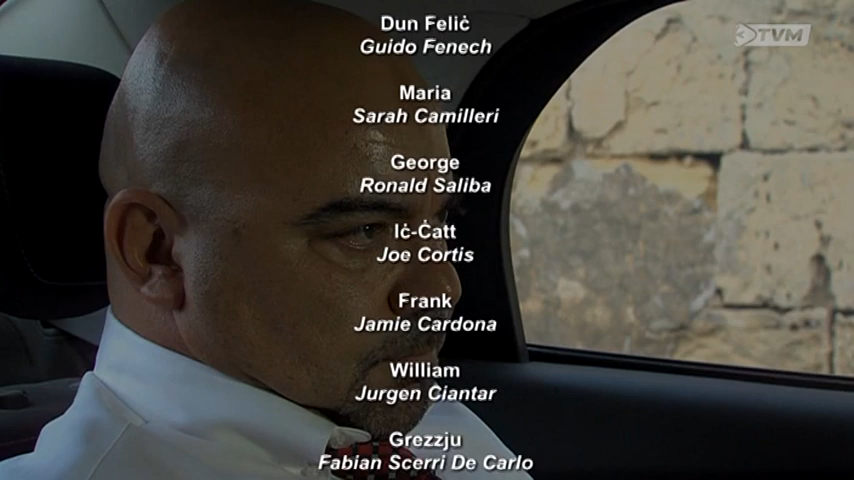 Dun Feliċ
Guido Fenech
TVM
Maria
Sarah Camilleri
George
Ronald Saliba
Iċ-Ċatt
Joe Cortis
Frank
Jamie Cardona
William
Jurgen Ciantar
Grezzju
Fabian Scerri De Carlo